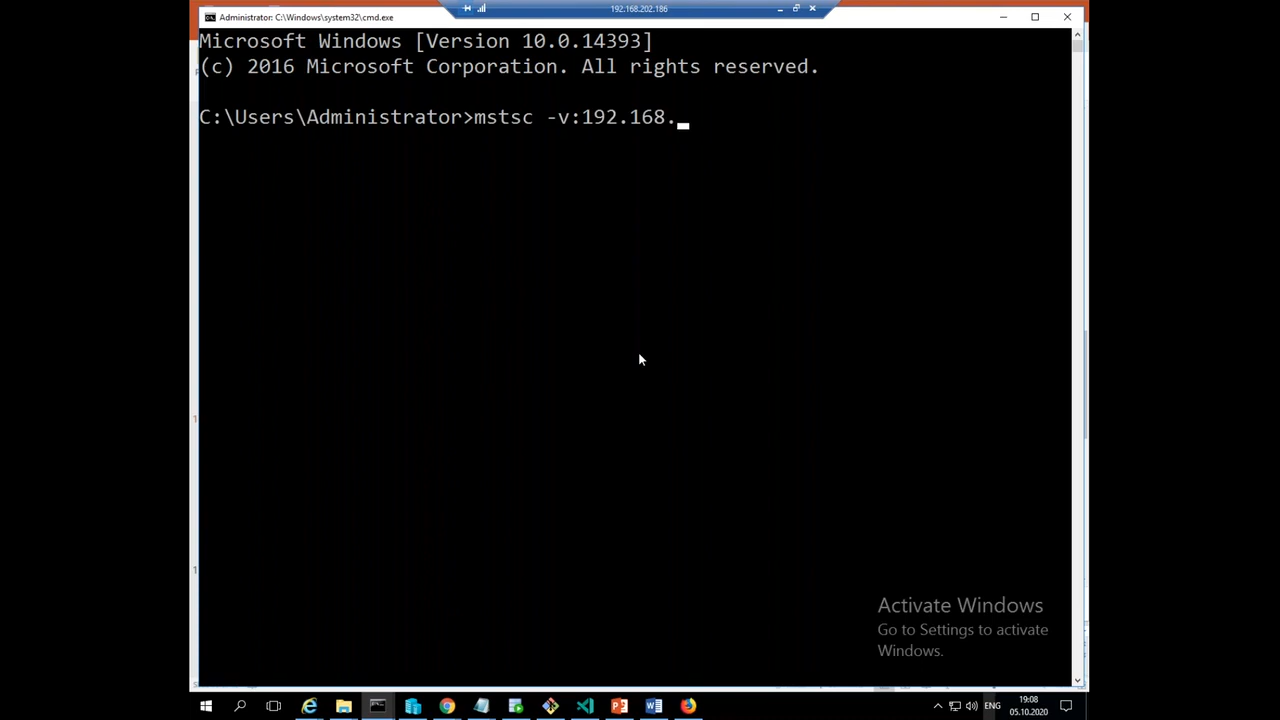 192.168.202.186
Administrator: C:\Windows\system32\cmd.exe
Microsoft Windows [Version 10.0.14393]
(c) 2016 Microsoft Corporation. All rights reserved.
C:\Users\Administrator>mstsc -v:192.168._
Activate Windows
Go to Settings to activate
Windows.
ENG
19:08
05.10.2020